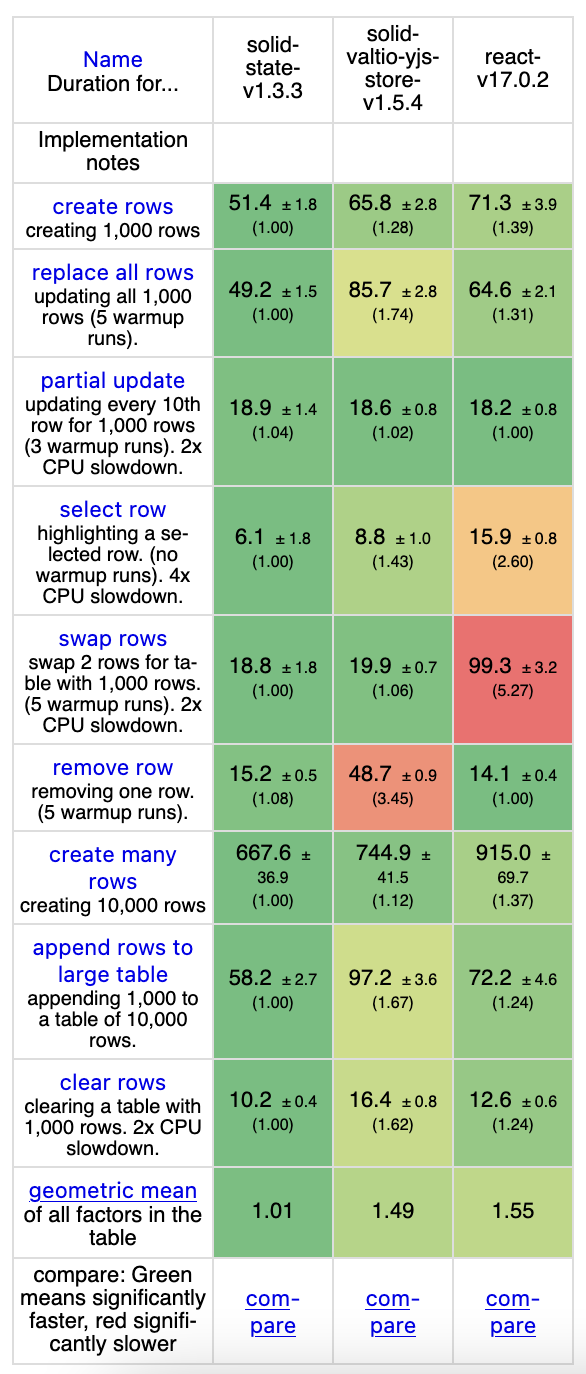 Name
Duration for...
solid-
state-
v1.3.3
solid-
valtio-yjs-
store-
v1.5.4
react-
v17.0.2
Implementation
notes
create rows
creating 1,000 rows
51.4 ±1.8
(1.00)
65.8 ±2.8
(1.28)
71.3 ±3.9
(1.39)
replace all rows
updating all 1,000
rows (5 warmup
runs).
49.2 ±1.5
(1.00)
85.7 ±2.8
(1.74)
64.6 ±2.1
(1.31)
partial update
updating every 10th
row for 1,000 rows
(3 warmup runs). 2x
CPU slowdown.
18.9 ±1.4
(1.04)
18.6 ±0.8
(1.02)
18.2 ±0.8
(1.00)
select row
highlighting a se-
lected row. (no
warmup runs). 4x
CPU slowdown.
6.1 ±1.8
(1.00)
8.8 ±1.0
(1.43)
15.9 ±0.8
(2.60)
swap rows
swap 2 rows for ta-
ble with 1,000 rows.
(5 warmup runs). 2x
CPU slowdown.
18.8 ±1.8
(1.00)
19.9 ±0.7
(1.06)
99.3 ±3.2
(5.27)
remove row
removing one row.
(5 warmup runs).
15.2 ±0.5
(1.08)
48.7 ±0.9
(3.45)
14.1 ±0.4
(1.00)
create many
rows
creating 10,000 rows
667.6 ±
36.9
(1.00)
744.9 ±
41.5
(1.12)
915.0 ±
69.7
(1.37)
append rows to
large table
appending 1,000 to
a table of 10,000
rows.
58.2 ±2.7
(1.00)
97.2 ±3.6
(1.67)
72.2 ±4.6
(1.24)
clear rows
clearing a table with
1,000 rows. 2x CPU
slowdown.
10.2 ±0.4
(1.00)
16.4 ±0.8
(1.62)
12.6 ±0.6
(1.24)
geometric mean
of all factors in the
table
1.01
1.49
1.55
compare: Green
means significantly
faster, red signifi-
cantly slower
com-
pare
com-
pare
com-
pare